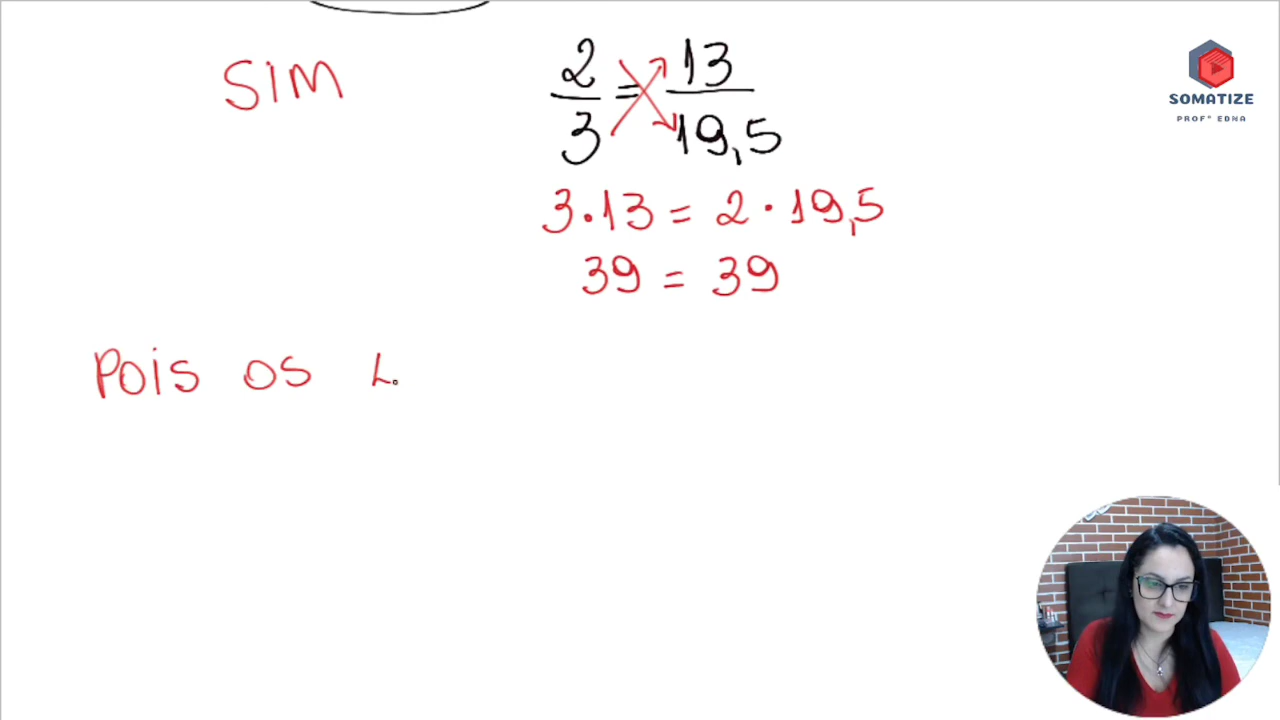 SIM
2/3 = 13/19,5
3·13 = 2·19,5
39 = 39
POIS OS
SOMATIZE
PROFª EDNA